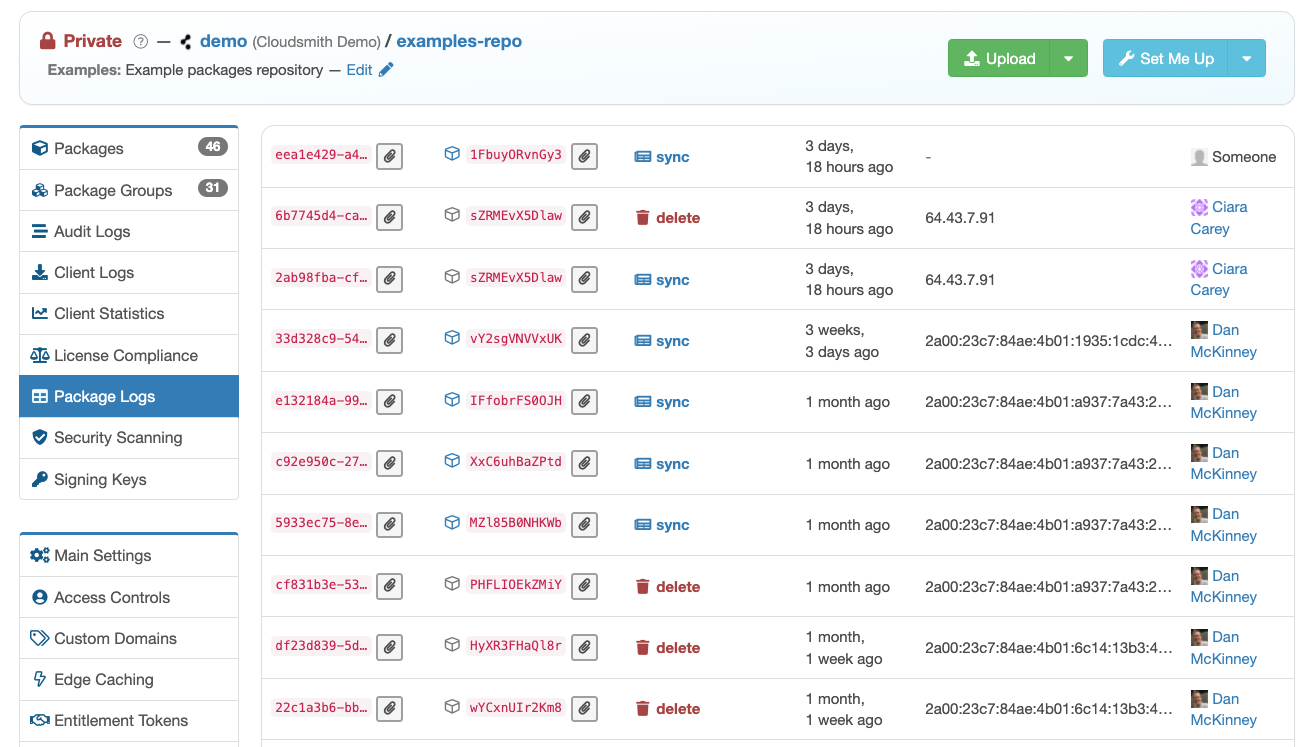 Private — demo (Cloudsmith Demo) / examples-repo
Examples: Example packages repository — Edit
Upload
Set Me Up
Packages 46
Package Groups 31
Audit Logs
Client Logs
Client Statistics
License Compliance
Package Logs
Security Scanning
Signing Keys
Main Settings
Access Controls
Custom Domains
Edge Caching
Entitlement Tokens
eea1e429-a4… 1FbuyORvnGy3 sync 3 days, - Someone
18 hours ago
6b7745d4-ca… sZRMEvX5Dlaw delete 3 days, 64.43.7.91 Ciara
18 hours ago Carey
2ab98fba-cf… sZRMEvX5Dlaw sync 3 days, 64.43.7.91 Ciara
18 hours ago Carey
33d328c9-54… vY2sgVNVVxUK sync 3 weeks, 2a00:23c7:84ae:4b01:1935:1cdc:4… Dan
3 days ago McKinney
e132184a-99… IFfobrFS0OJH sync 1 month ago 2a00:23c7:84ae:4b01:a937:7a43:2… Dan
McKinney
c92e950c-27… XxC6uhBaZPtd sync 1 month ago 2a00:23c7:84ae:4b01:a937:7a43:2… Dan
McKinney
5933ec75-8e… MZl85B0NHKWb sync 1 month ago 2a00:23c7:84ae:4b01:a937:7a43:2… Dan
McKinney
cf831b3e-53… PHFLIOEkZMiY delete 1 month ago 2a00:23c7:84ae:4b01:a937:7a43:2… Dan
McKinney
df23d839-5d… HyXR3FHaQl8r delete 1 month, 2a00:23c7:84ae:4b01:6c14:13b3:4… Dan
1 week ago McKinney
22c1a3b6-bb… wYCxnUIr2Km8 delete 1 month, 2a00:23c7:84ae:4b01:6c14:13b3:4… Dan
1 week ago McKinney